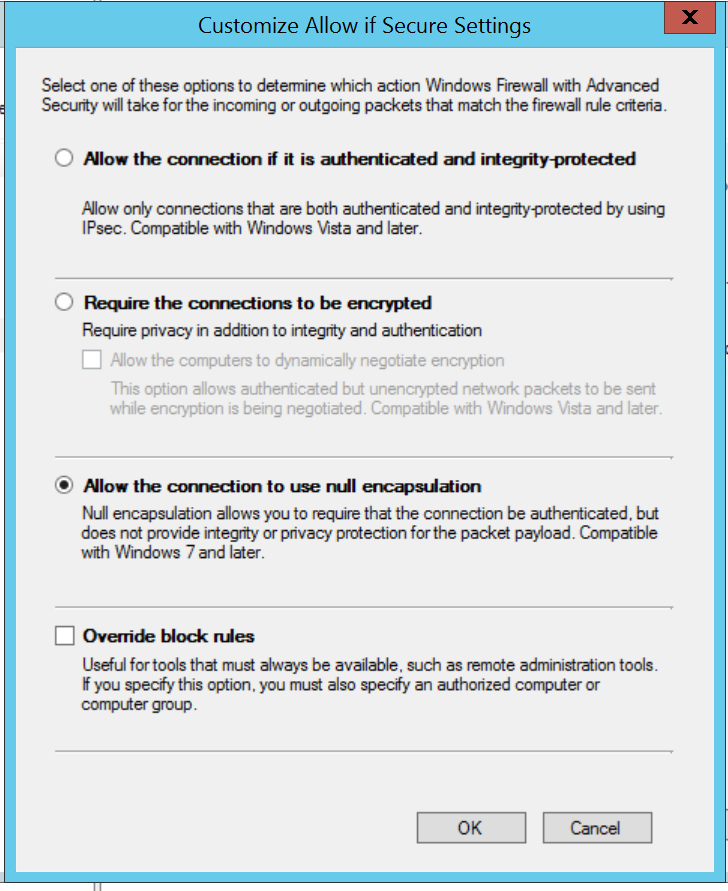 Customize Allow if Secure Settings
X
Select one of these options to determine which action Windows Firewall with Advanced
Security will take for the incoming or outgoing packets that match the firewall rule criteria.
Allow the connection if it is authenticated and integrity-protected
Allow only connections that are both authenticated and integrity-protected by using
IPsec. Compatible with Windows Vista and later.
Require the connections to be encrypted
Require privacy in addition to integrity and authentication
Allow the computers to dynamically negotiate encryption
This option allows authenticated but unencrypted network packets to be sent
while encryption is being negotiated. Compatible with Windows Vista and later.
Allow the connection to use null encapsulation
Null encapsulation allows you to require that the connection be authenticated, but
does not provide integrity or privacy protection for the packet payload. Compatible
with Windows 7 and later.
Override block rules
Useful for tools that must always be available, such as remote administration tools.
If you specify this option, you must also specify an authorized computer or
computer group.
OK
Cancel